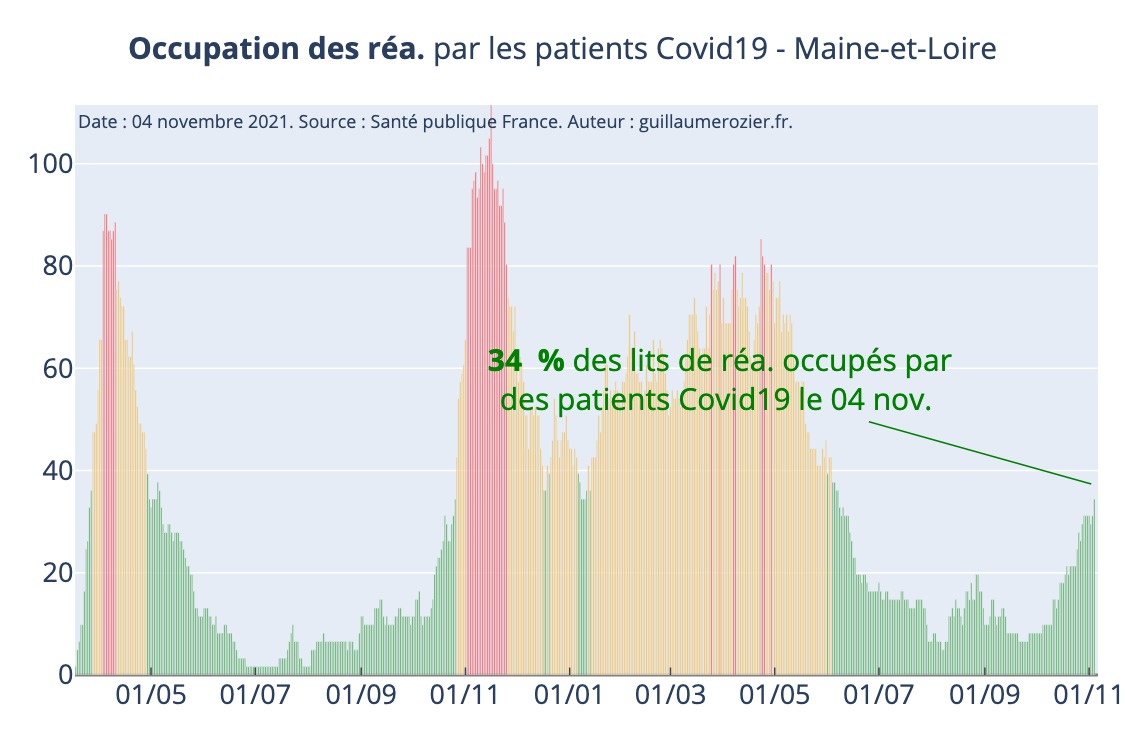 Occupation des réa. par les patients Covid19 - Maine-et-Loire
Date : 04 novembre 2021. Source : Santé publique France. Auteur : guillaumerozier.fr.
100
80
60
40
20
0
34 % des lits de réa. occupés par
des patients Covid19 le 04 nov.
01/05 01/07 01/09 01/11 01/01 01/03 01/05 01/07 01/09 01/11